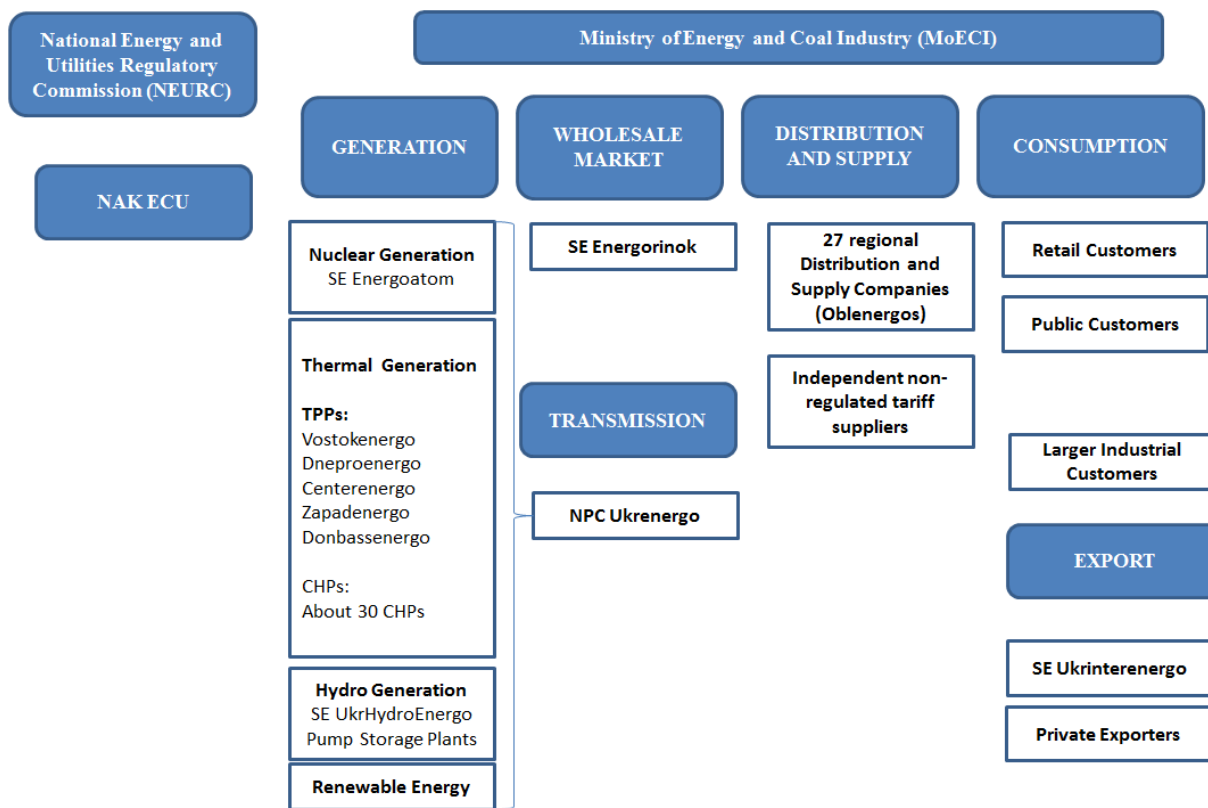 National Energy and
Utilities Regulatory
Commission (NEURC)
Ministry of Energy and Coal Industry (MoECI)
NAK ECU
GENERATION
Nuclear Generation
SE Energoatom
Thermal Generation
TPPs:
Vostokenergo
Dneproenergo
Centerenergo
Zapadenergo
Donbassenergo
CHPs:
About 30 CHPs
Hydro Generation
SE UkrHydroEnergo
Pump Storage Plants
Renewable Energy
WHOLESALE
MARKET
SE Energorinok
TRANSMISSION
NPC Ukrenergo
DISTRIBUTION
AND SUPPLY
27 regional
Distribution and
Supply Companies
(Oblenergos)
Independent non-
regulated tariff
suppliers
CONSUMPTION
Retail Customers
Public Customers
Larger Industrial
Customers
EXPORT
SE Ukrinterenergo
Private Exporters